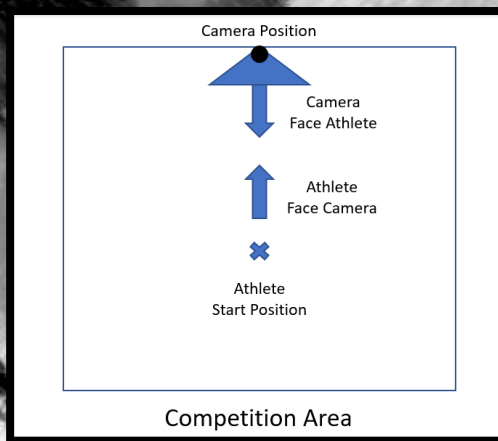 Camera Position
Camera
Face Athlete
Athlete
Face Camera
Athlete
Start Position
Competition Area